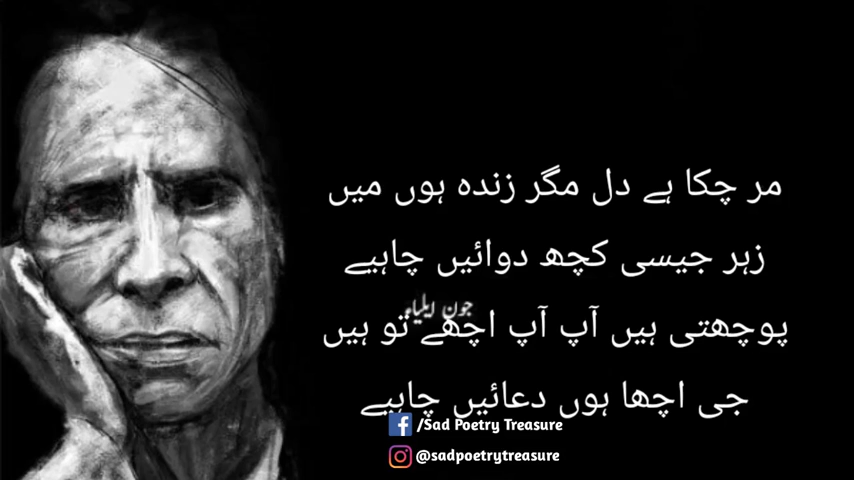 مر چکا ہے دل مگر زندہ ہوں میں
زہر جیسی کچھ دوائیں چاہیے
جون ایلیاء
پوچھتی ہیں آپ آپ اچھے تو ہیں
جی اچھا ہوں دعائیں چاہیے
/Sad Poetry Treasure
@sadpoetrytreasure